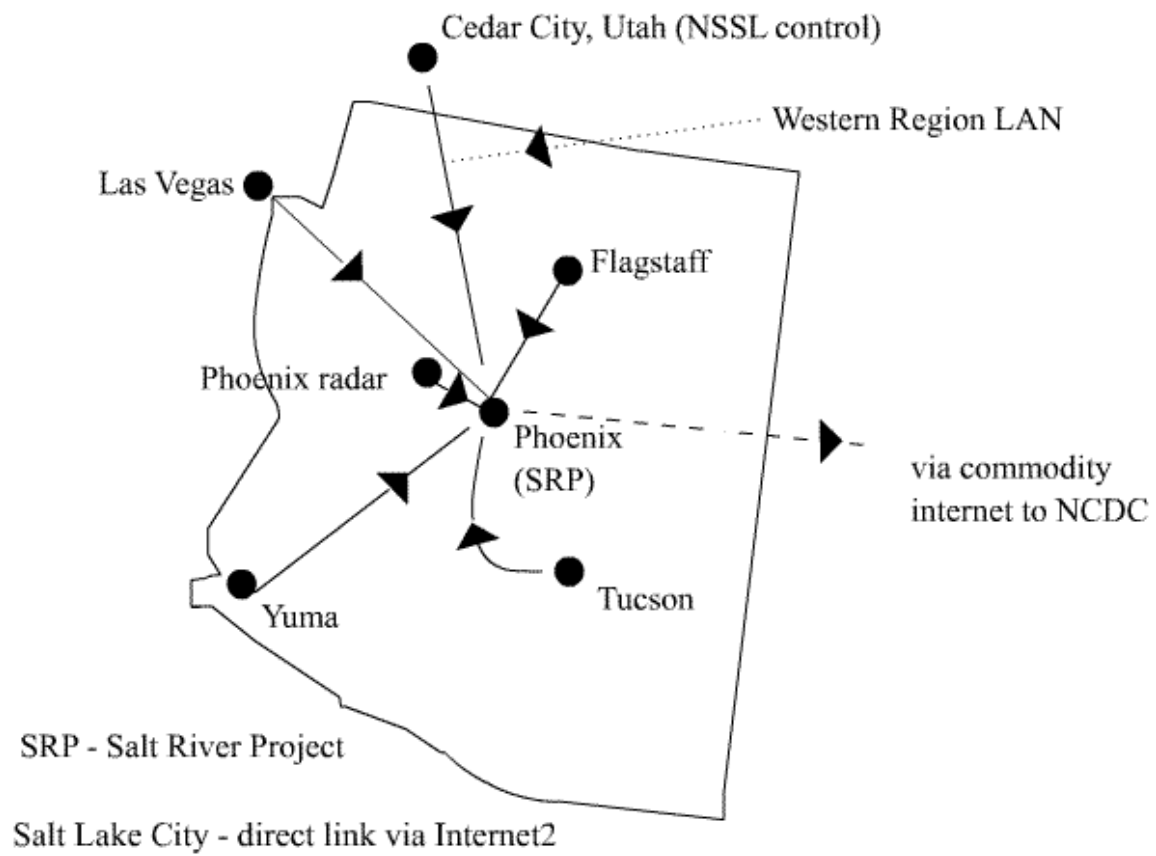 Cedar City, Utah (NSSL control)
Western Region LAN
Las Vegas
Flagstaff
Phoenix radar
Phoenix
(SRP)
via commodity
internet to NCDC
Tucson
Yuma
SRP - Salt River Project
Salt Lake City - direct link via Internet2